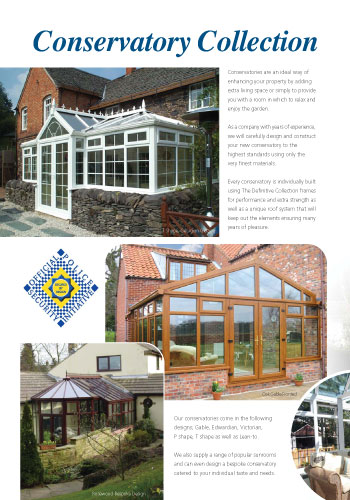 Conservatory Collection
Conservatories are an ideal way of
enhancing your property by adding
extra living space or simply to provide
you with a room in which to relax and
enjoy the garden.
As a company with years of experience,
we will carefully design and construct
your new conservatory to the
highest standards using only the
very finest materials.
Every conservatory is individually built
using The Definitive Collection frames
for performance and extra strength as
well as a unique roof system that will
keep out the elements ensuring many
years of pleasure.
OFFICIAL POLICE
SECURITY INITIATIVE
SECURED BY DESIGN
Our conservatories come in the following
designs, Gable, Edwardian, Victorian,
P Shape, T shape as well as Lean-to.
We also supply a range of popular sunrooms
and can even design a bespoke conservatory
catered to your individual taste and needs.
Rosewood Bespoke Design